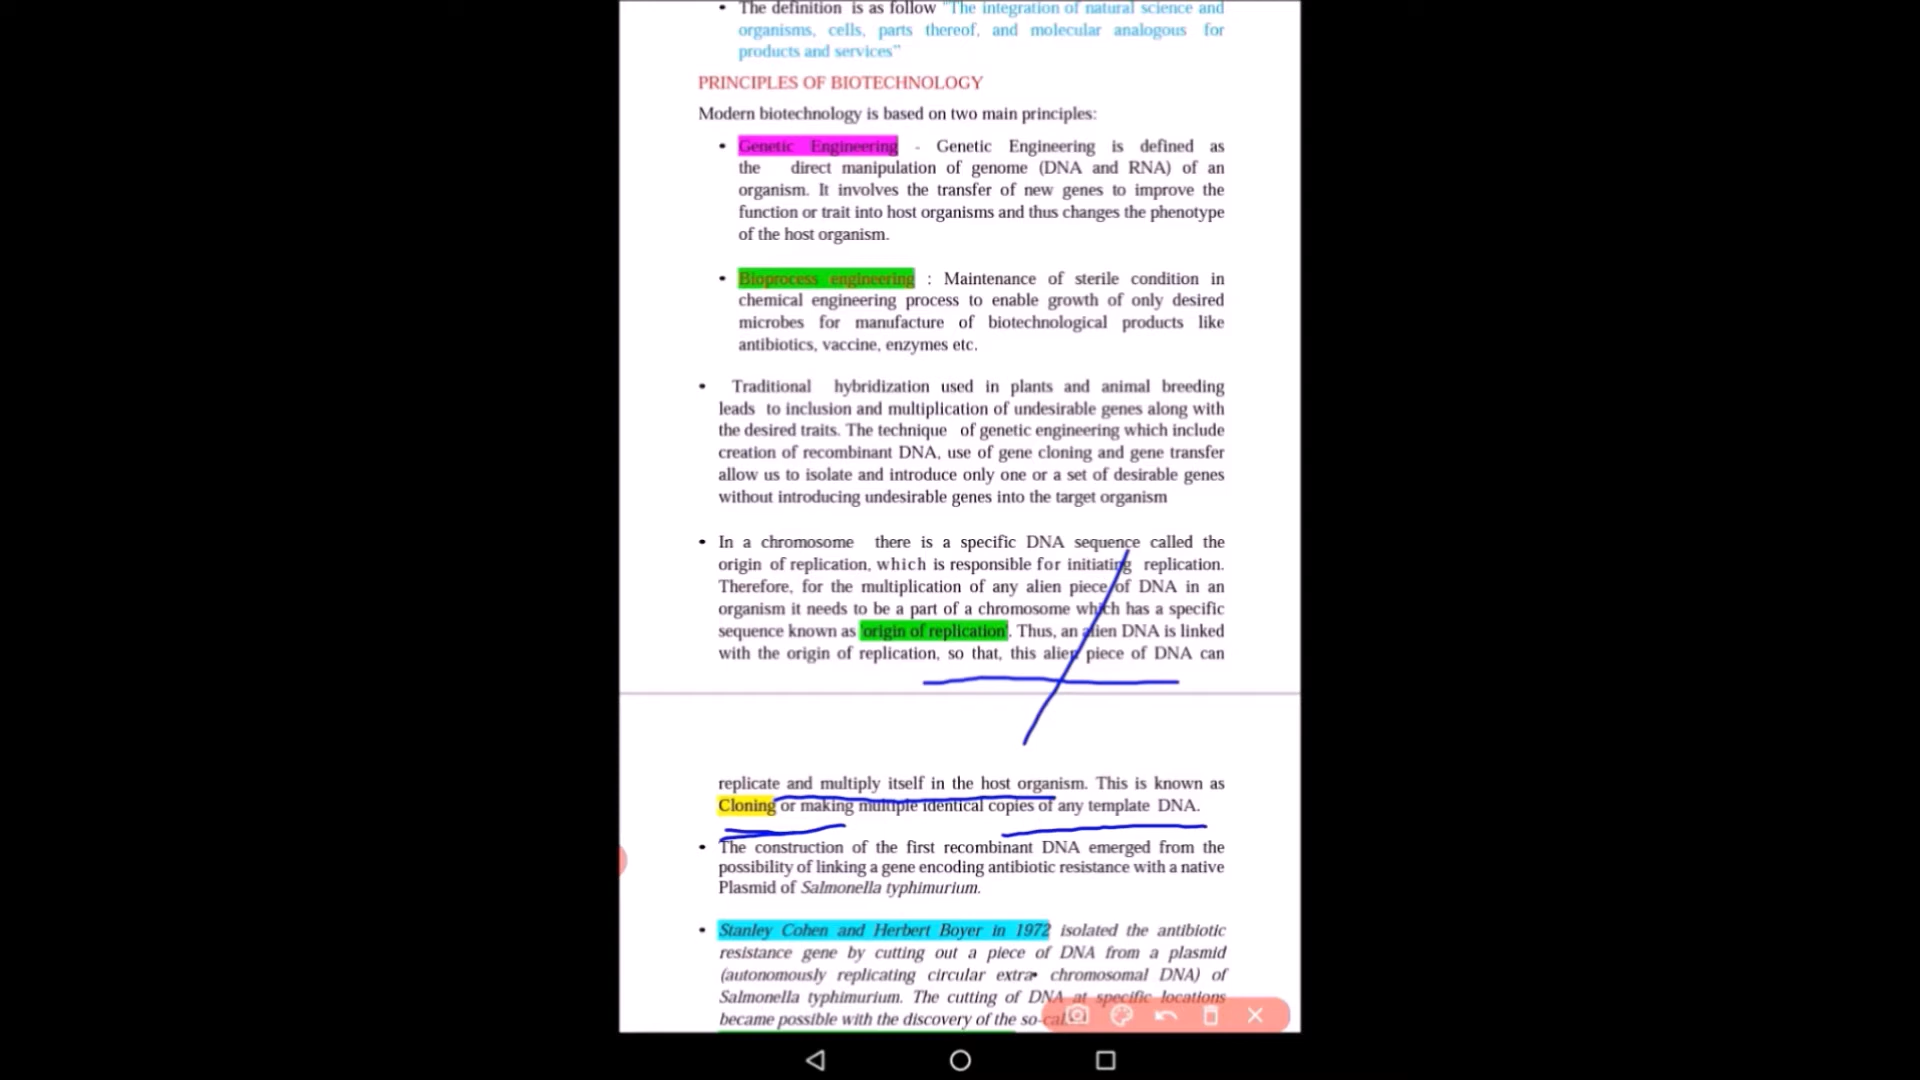 • The definition is as follow "The integration of natural science and
organisms, cells, parts thereof, and molecular analogous for
products and services"
PRINCIPLES OF BIOTECHNOLOGY
Modern biotechnology is based on two main principles:
• Genetic Engineering - Genetic Engineering is defined as
the direct manipulation of genome (DNA and RNA) of an
organism. It involves the transfer of new genes to improve the
function or trait into host organisms and thus changes the phenotype
of the host organism.
• Bioprocess engineering : Maintenance of sterile condition in
chemical engineering process to enable growth of only desired
microbes for manufacture of biotechnological products like
antibiotics, vaccine, enzymes etc.
• Traditional hybridization used in plants and animal breeding
leads to inclusion and multiplication of undesirable genes along with
the desired traits. The technique of genetic engineering which include
creation of recombinant DNA, use of gene cloning and gene transfer
allow us to isolate and introduce only one or a set of desirable genes
without introducing undesirable genes into the target organism
• In a chromosome there is a specific DNA sequence called the
origin of replication, which is responsible for initiating replication.
Therefore, for the multiplication of any alien piece of DNA in an
organism it needs to be a part of a chromosome which has a specific
sequence known as 'origin of replication'. Thus, an alien DNA is linked
with the origin of replication, so that, this alien piece of DNA can
replicate and multiply itself in the host organism. This is known as
Cloning or making multiple identical copies of any template DNA.
• The construction of the first recombinant DNA emerged from the
possibility of linking a gene encoding antibiotic resistance with a native
Plasmid of Salmonella typhimurium.
• Stanley Cohen and Herbert Boyer in 1972 isolated the antibiotic
resistance gene by cutting out a piece of DNA from a plasmid
(autonomously replicating circular extra• chromosomal DNA) of
Salmonella typhimurium. The cutting of DNA at specific locations
became possible with the discovery of the so-